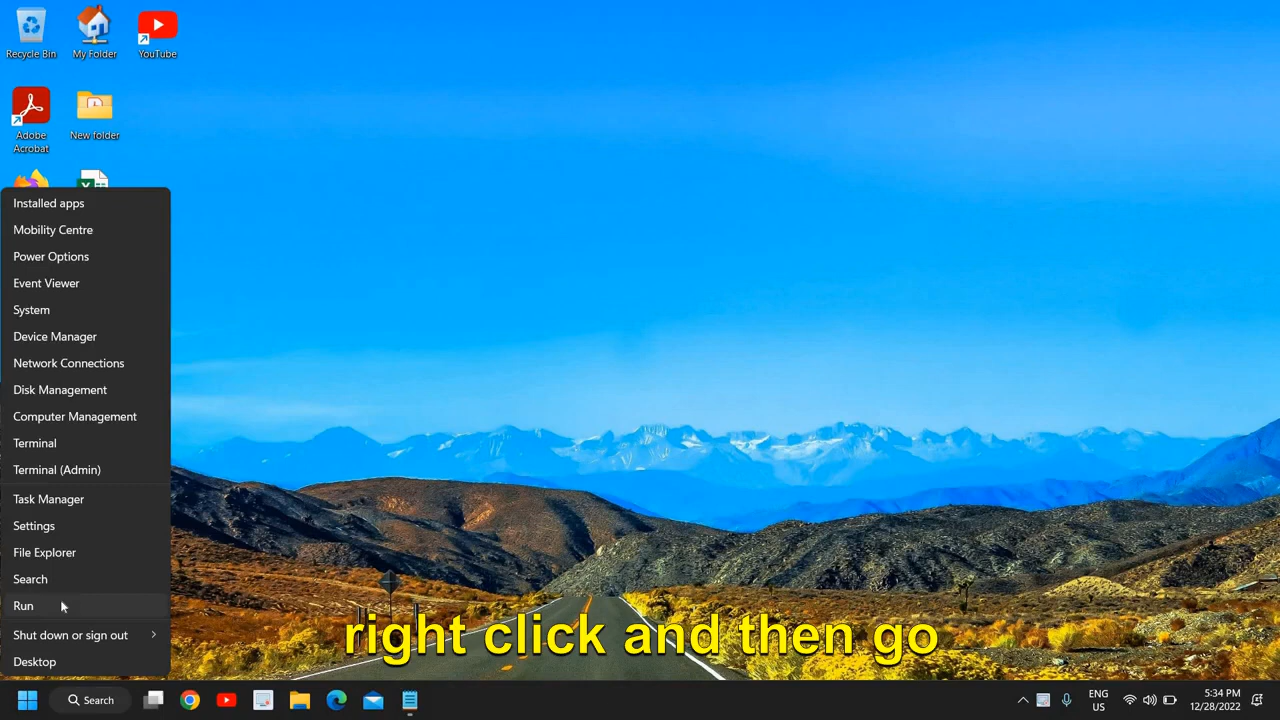 Recycle Bin
My Folder
YouTube
Adobe
Acrobat
New folder
Installed apps
Mobility Centre
Power Options
Event Viewer
System
Device Manager
Network Connections
Disk Management
Computer Management
Terminal
Terminal (Admin)
Task Manager
Settings
File Explorer
Search
Run
Shut down or sign out
Desktop
right click and then go
Search
ENG
US
5:34 PM
12/28/2022